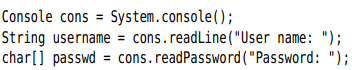 Console cons = System.console();
String username = cons.readLine("User name: ");
char[] passwd = cons.readPassword("Password: ");